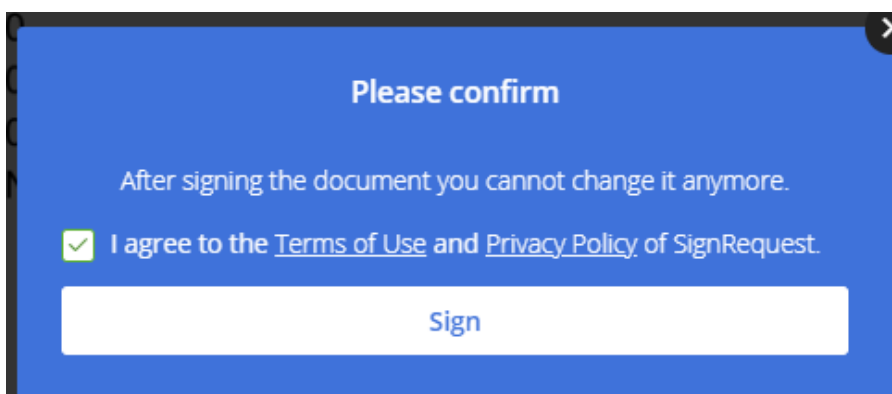 Please confirm
After signing the document you cannot change it anymore.
I agree to the Terms of Use and Privacy Policy of SignRequest.
Sign